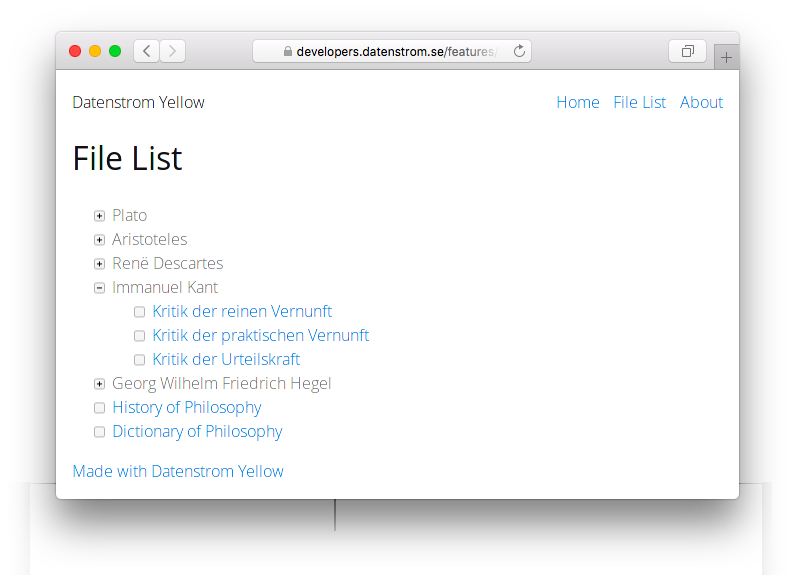 developers.datenstrom.se/features/
Datenstrom Yellow
Home File List About
File List
Plato
Aristoteles
Renë Descartes
Immanuel Kant
Kritik der reinen Vernunft
Kritik der praktischen Vernunft
Kritik der Urteilskraft
Georg Wilhelm Friedrich Hegel
History of Philosophy
Dictionary of Philosophy
Made with Datenstrom Yellow